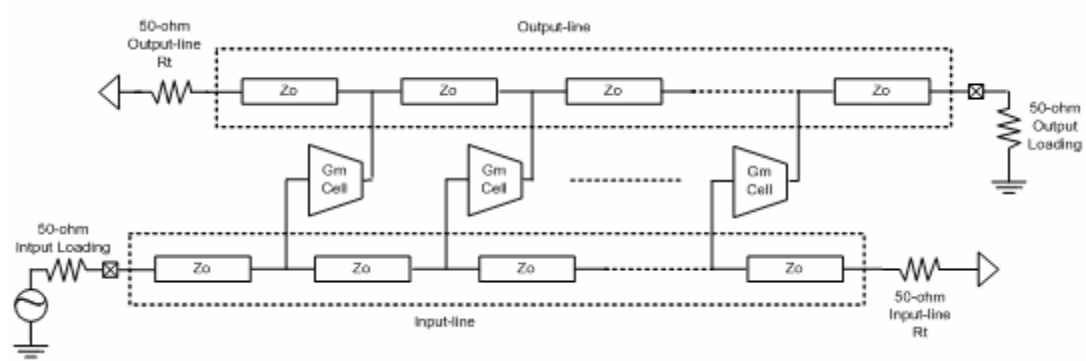 50-ohm
Output-line
Rt
Output-line
Zo
Zo
Zo
Zo
50-ohm
Output
Loading
Gm
Cell
Gm
Cell
Gm
Cell
50-ohm
Intput Loading
Zo
Zo
Zo
Zo
50-ohm
Input-line
Rt
Input-line